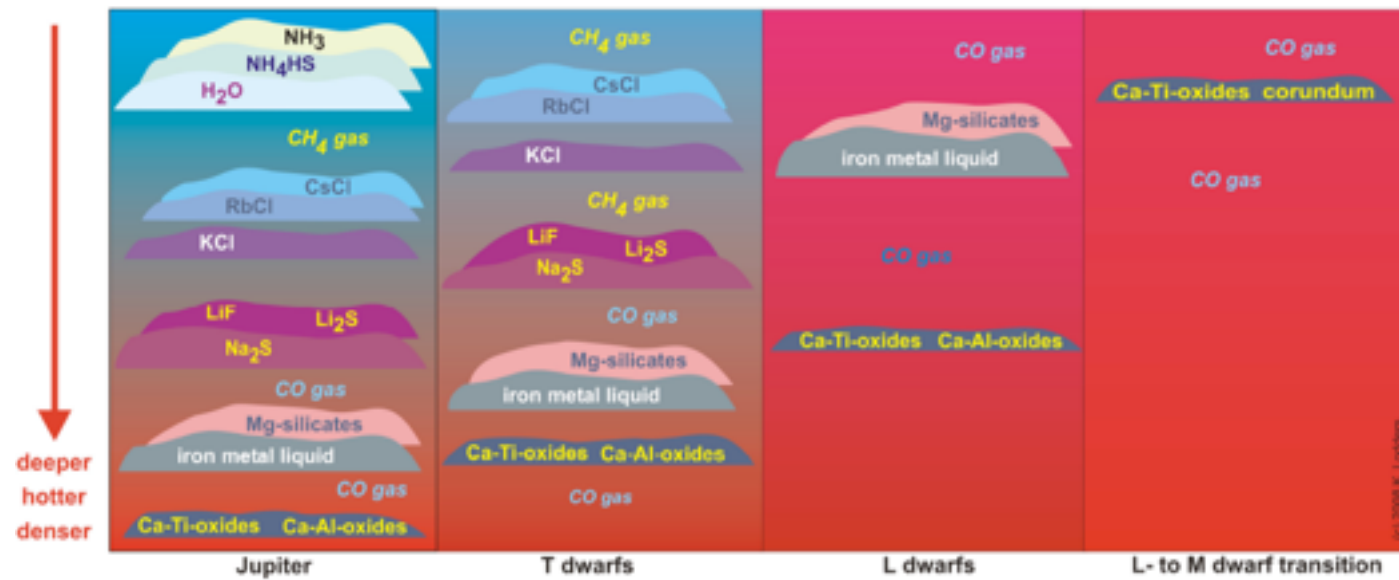 NH₃
NH₄HS
H₂O
CH₄ gas
CsCl
RbCl
KCl
LiF Li₂S
Na₂S
CO gas
Mg-silicates
iron metal liquid
CO gas
Ca-Ti-oxides Ca-Al-oxides
Jupiter
CH₄ gas
CsCl
RbCl
KCl
CH₄ gas
LiF Li₂S
Na₂S
CO gas
Mg-silicates
iron metal liquid
Ca-Ti-oxides Ca-Al-oxides
CO gas
T dwarfs
CO gas
Mg-silicates
iron metal liquid
CO gas
Ca-Ti-oxides Ca-Al-oxides
L dwarfs
CO gas
Ca-Ti-oxides corundum
CO gas
L- to M dwarf transition
deeper
hotter
denser